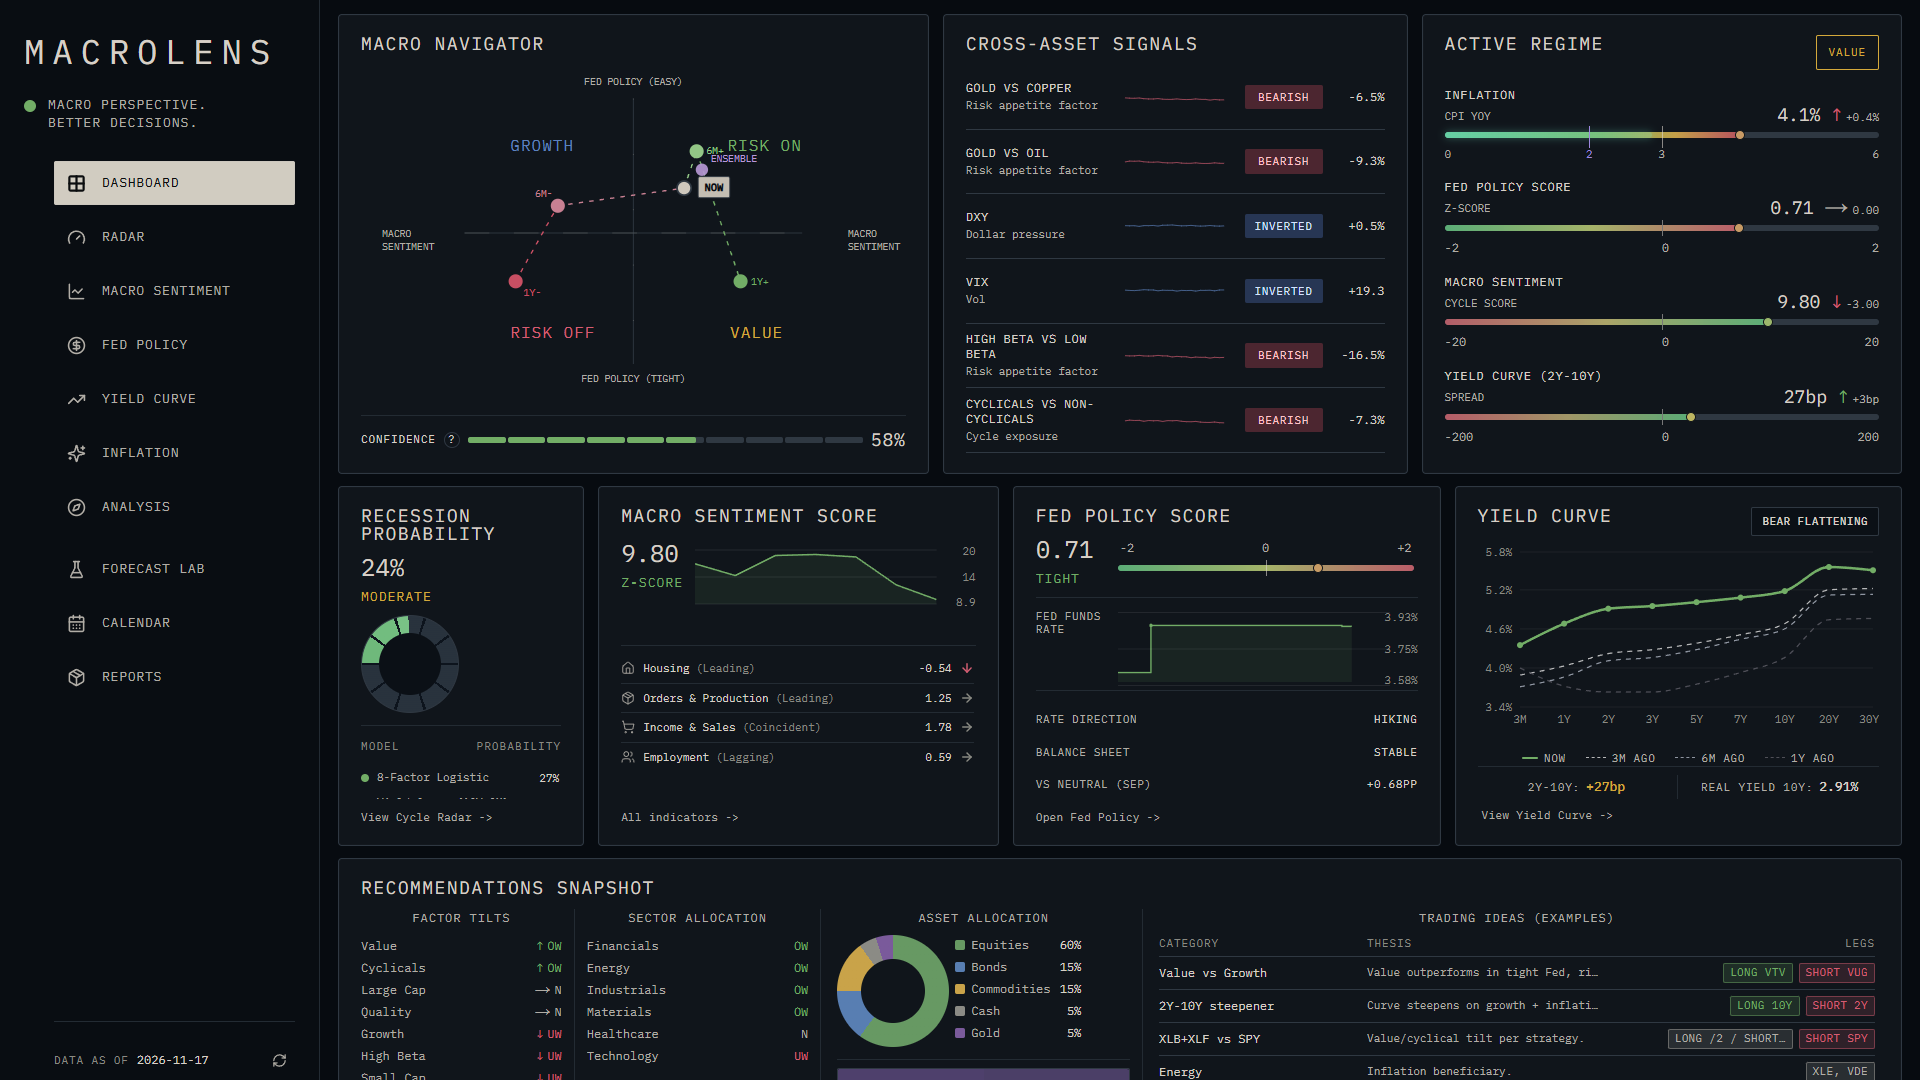 MACROLENS
MACRO PERSPECTIVE.
BETTER DECISIONS.
DASHBOARD
RADAR
MACRO SENTIMENT
FED POLICY
YIELD CURVE
INFLATION
ANALYSIS
FORECAST LAB
CALENDAR
REPORTS
DATA AS OF 2026-11-17
MACRO NAVIGATOR
FED POLICY (EASY)
GROWTH
6M+ RISK ON
ENSEMBLE
NOW
6M-
MACRO
SENTIMENT
MACRO
SENTIMENT
1Y-
1Y+
RISK OFF
VALUE
FED POLICY (TIGHT)
CONFIDENCE ? 58%
CROSS-ASSET SIGNALS
GOLD VS COPPER
Risk appetite factor
BEARISH -6.5%
GOLD VS OIL
Risk appetite factor
BEARISH -9.3%
DXY
Dollar pressure
INVERTED +0.5%
VIX
Vol
INVERTED +19.3
HIGH BETA VS LOW
BETA
Risk appetite factor
BEARISH -16.5%
CYCLICALS VS NON-
CYCLICALS
Cycle exposure
BEARISH -7.3%
ACTIVE REGIME
VALUE
INFLATION
CPI YOY 4.1% ↑ +0.4%
0 2 3 6
FED POLICY SCORE
Z-SCORE 0.71 → 0.00
-2 0 2
MACRO SENTIMENT
CYCLE SCORE 9.80 ↓ -3.00
-20 0 20
YIELD CURVE (2Y-10Y)
SPREAD 27bp ↑ +3bp
-200 0 200
RECESSION
PROBABILITY
24%
MODERATE
MODEL PROBABILITY
8-Factor Logistic 27%
View Cycle Radar ->
MACRO SENTIMENT SCORE
9.80
Z-SCORE
20
14
8.9
Housing (Leading) -0.54 ↓
Orders & Production (Leading) 1.25 →
Income & Sales (Coincident) 1.78 →
Employment (Lagging) 0.59 →
All indicators ->
FED POLICY SCORE
0.71
TIGHT
-2 0 +2
FED FUNDS
RATE
3.93%
3.75%
3.58%
RATE DIRECTION HIKING
BALANCE SHEET STABLE
VS NEUTRAL (SEP) +0.68PP
Open Fed Policy ->
YIELD CURVE
BEAR FLATTENING
5.8%
5.2%
4.6%
4.0%
3.4%
3M 1Y 2Y 3Y 5Y 7Y 10Y 20Y 30Y
NOW 3M AGO 6M AGO 1Y AGO
2Y-10Y: +27bp REAL YIELD 10Y: 2.91%
View Yield Curve ->
RECOMMENDATIONS SNAPSHOT
FACTOR TILTS
Value ↑ OW
Cyclicals ↑ OW
Large Cap → N
Quality → N
Growth ↓ UW
High Beta ↓ UW
Small Cap ↓ UW
SECTOR ALLOCATION
Financials OW
Energy OW
Industrials OW
Materials OW
Healthcare N
Technology UW
ASSET ALLOCATION
Equities 60%
Bonds 15%
Commodities 15%
Cash 5%
Gold 5%
TRADING IDEAS (EXAMPLES)
CATEGORY THESIS LEGS
Value vs Growth Value outperforms in tight Fed, ri… LONG VTV SHORT VUG
2Y-10Y steepener Curve steepens on growth + inflati… LONG 10Y SHORT 2Y
XLB+XLF vs SPY Value/cyclical tilt per strategy. LONG /2 / SHORT… SHORT SPY
Energy Inflation beneficiary. XLE, VDE